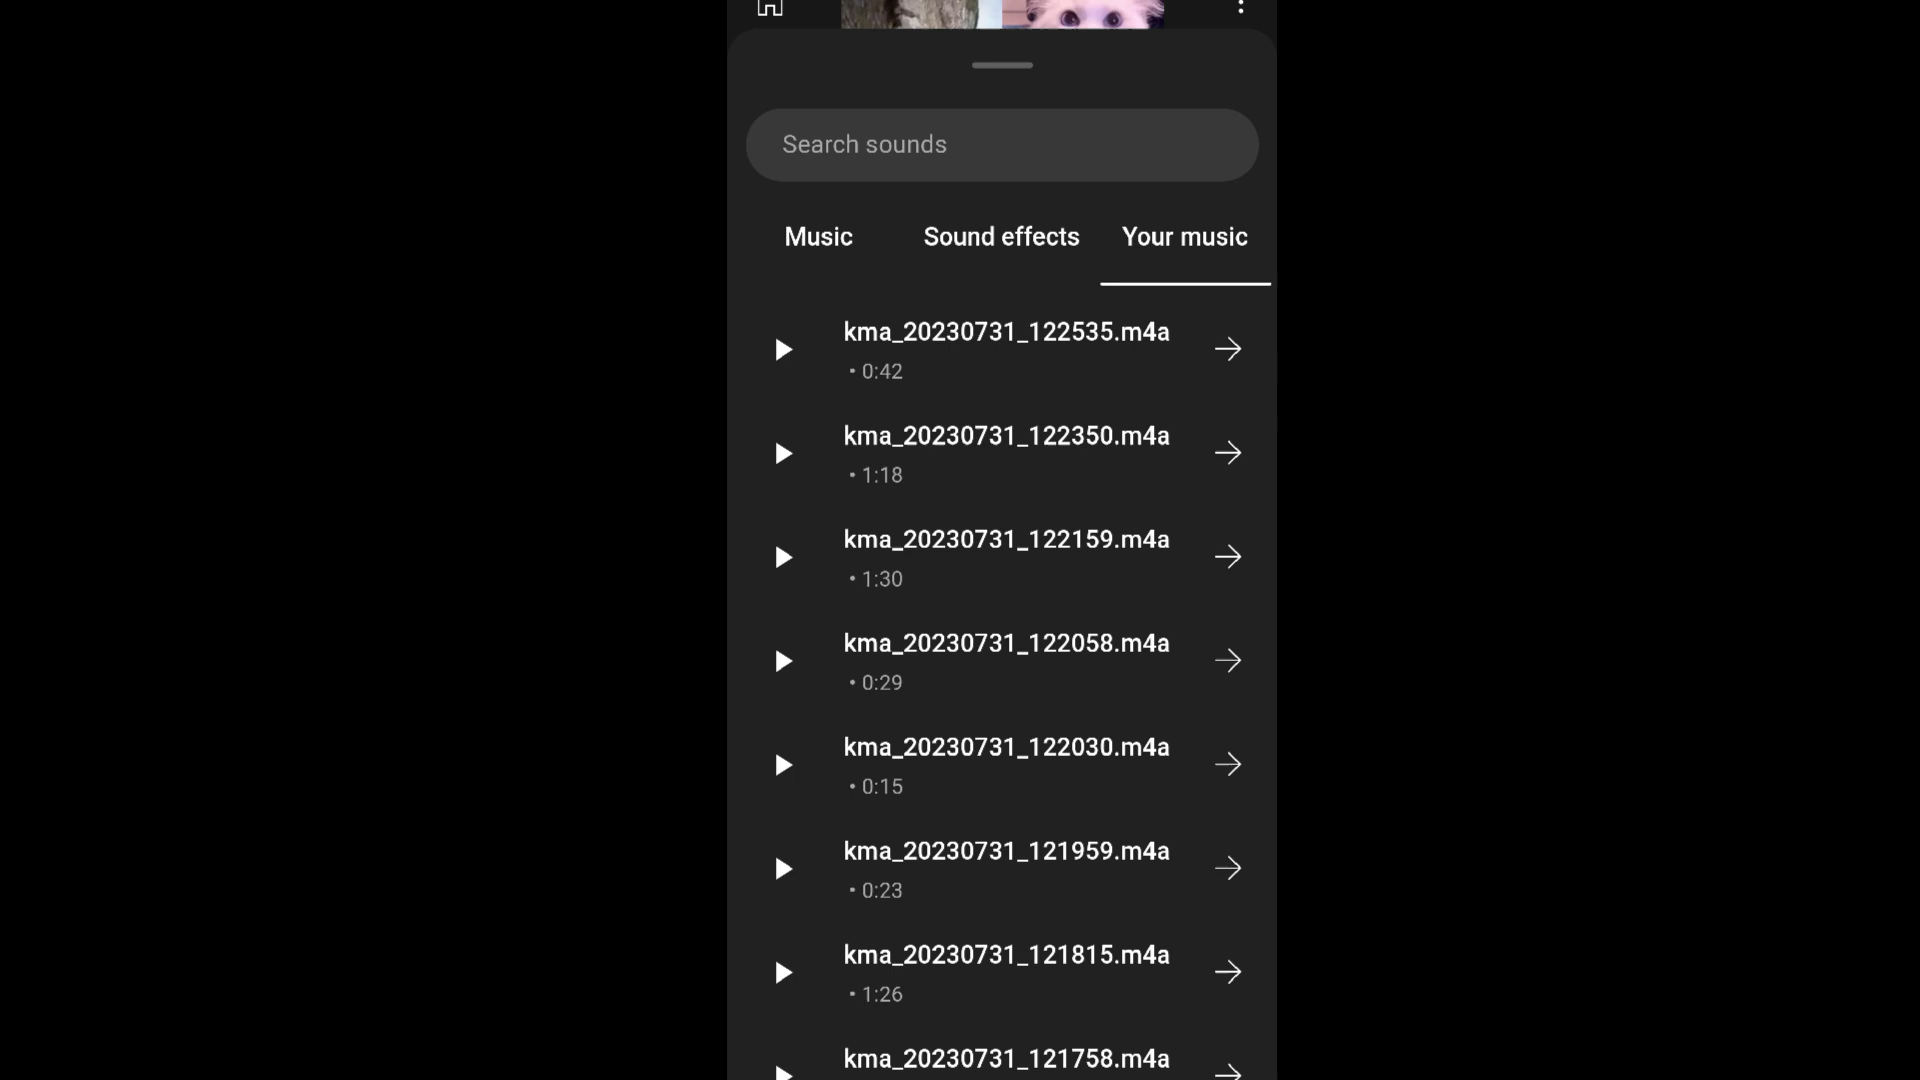 Search sounds
Music Sound effects Your music
kma_20230731_122535.m4a
• 0:42
kma_20230731_122350.m4a
• 1:18
kma_20230731_122159.m4a
• 1:30
kma_20230731_122058.m4a
• 0:29
kma_20230731_122030.m4a
• 0:15
kma_20230731_121959.m4a
• 0:23
kma_20230731_121815.m4a
• 1:26
kma_20230731_121758.m4a